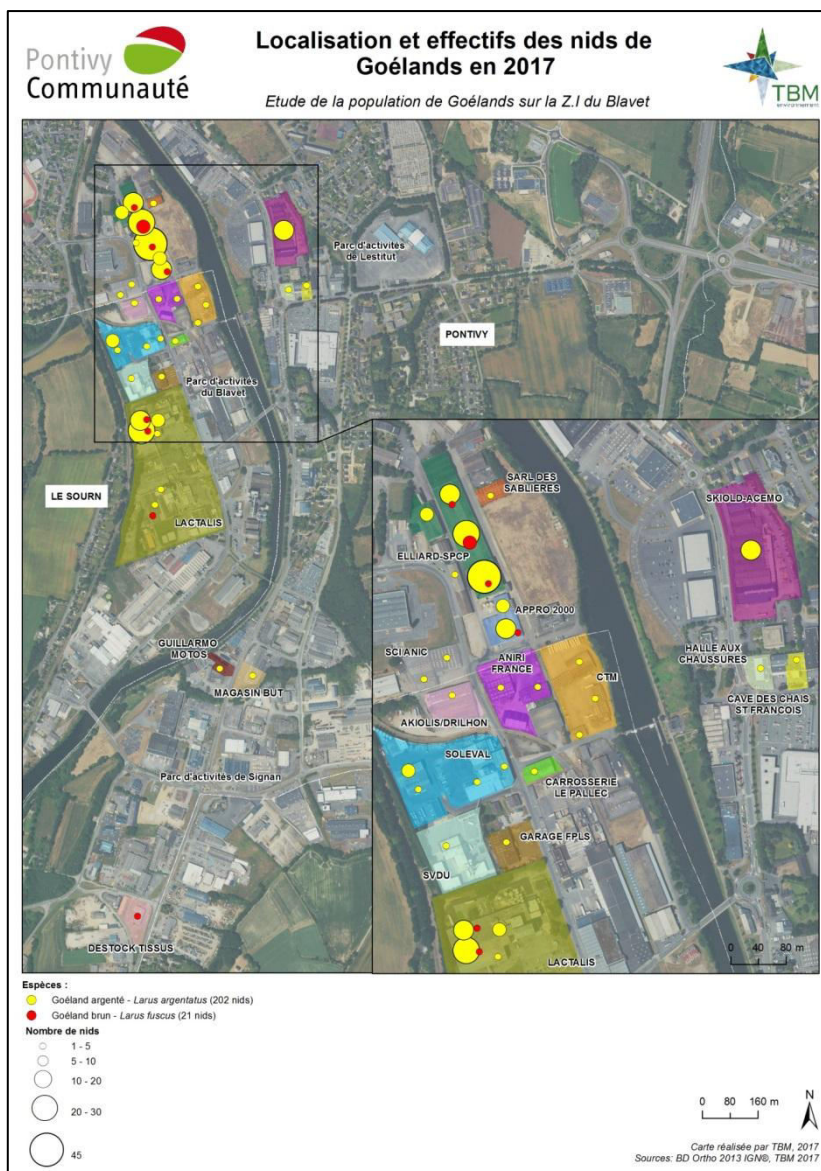 Pontivy
Communauté
Localisation et effectifs des nids de
Goélands en 2017
Etude de la population de Goélands sur la Z.I du Blavet
TBM
environnement
Parc d'activités
de Lestitut
PONTIVY
Parc d'activités
du Blavet
LE SOURN
LACTALIS
GUILLARMO
MOTOS
MAGASIN BUT
Parc d'activités de Signan
DESTOCK TISSUS
SARL DES
SABLIERES
SKIOLD-ACEMO
ELLIARD-SPCP
APPRO 2000
SCI ANIC
ANIRI
FRANCE
CTM
HALLE AUX
CHAUSSURES
AKIOLIS/DRILHON
CAVE DES CHAIS
ST FRANCOIS
SOLEVAL
CARROSSERIE
LE PALLEC
GARAGE FPLS
SVDU
LACTALIS
0 40 80 m
Espèces :
Goéland argenté - Larus argentatus (202 nids)
Goéland brun - Larus fuscus (21 nids)
Nombre de nids
1 - 5
5 - 10
10 - 20
20 - 30
45
0 80 160 m
N
Carte réalisée par TBM, 2017
Sources: BD Ortho 2013 IGN®, TBM 2017